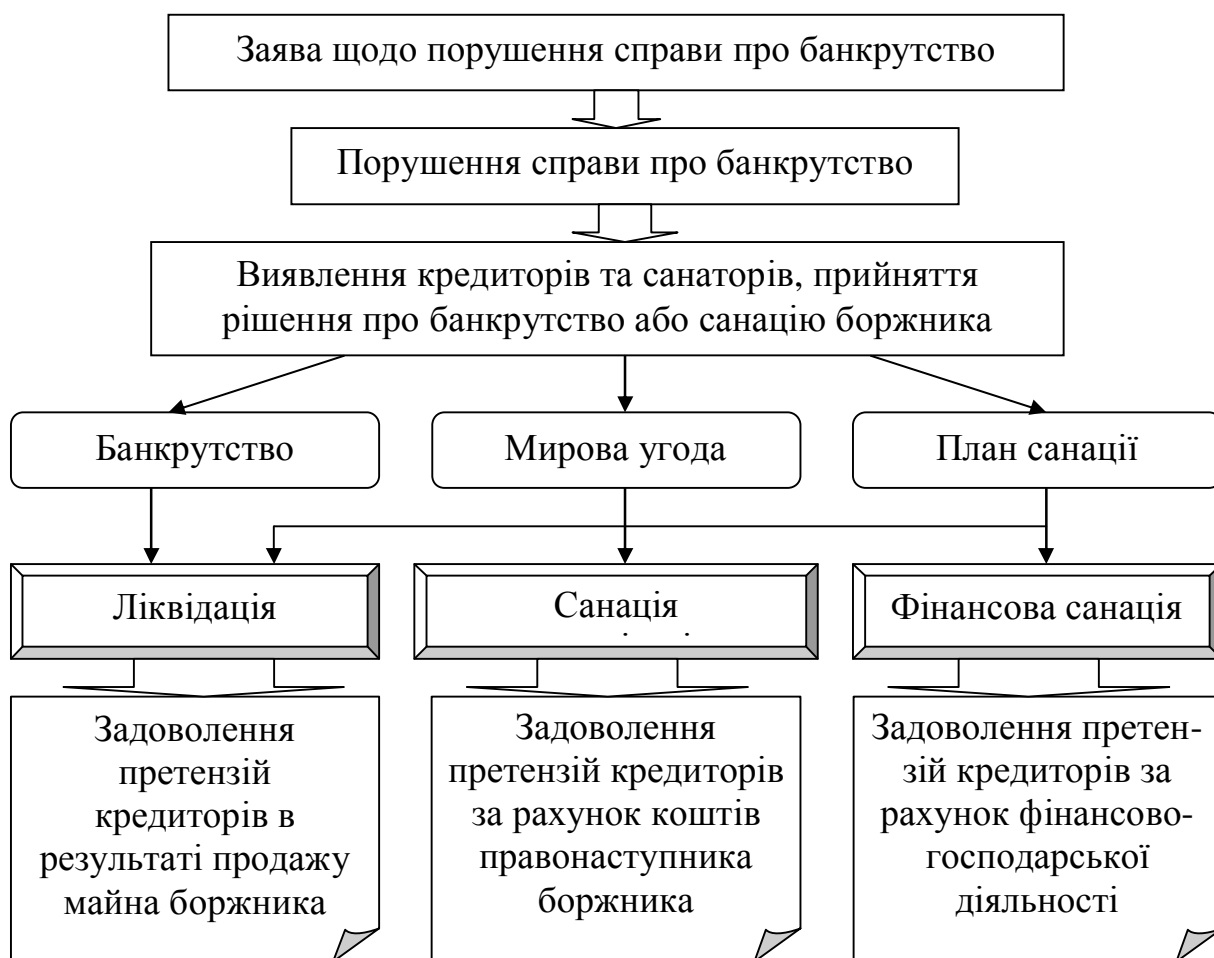 Заява щодо порушення справи про банкрутство
Порушення справи про банкрутство
Виявлення кредиторів та санаторів, прийняття
рішення про банкрутство або санацію боржника
Банкрутство
Мирова угода
План санації
Ліквідація
Санація
Фінансова санація
Задоволення
претензій
кредиторів в
результаті продажу
майна боржника
Задоволення
претензій кредиторів
за рахунок коштів
правонаступника
боржника
Задоволення претен-
зій кредиторів за
рахунок фінансово-
господарської
діяльності